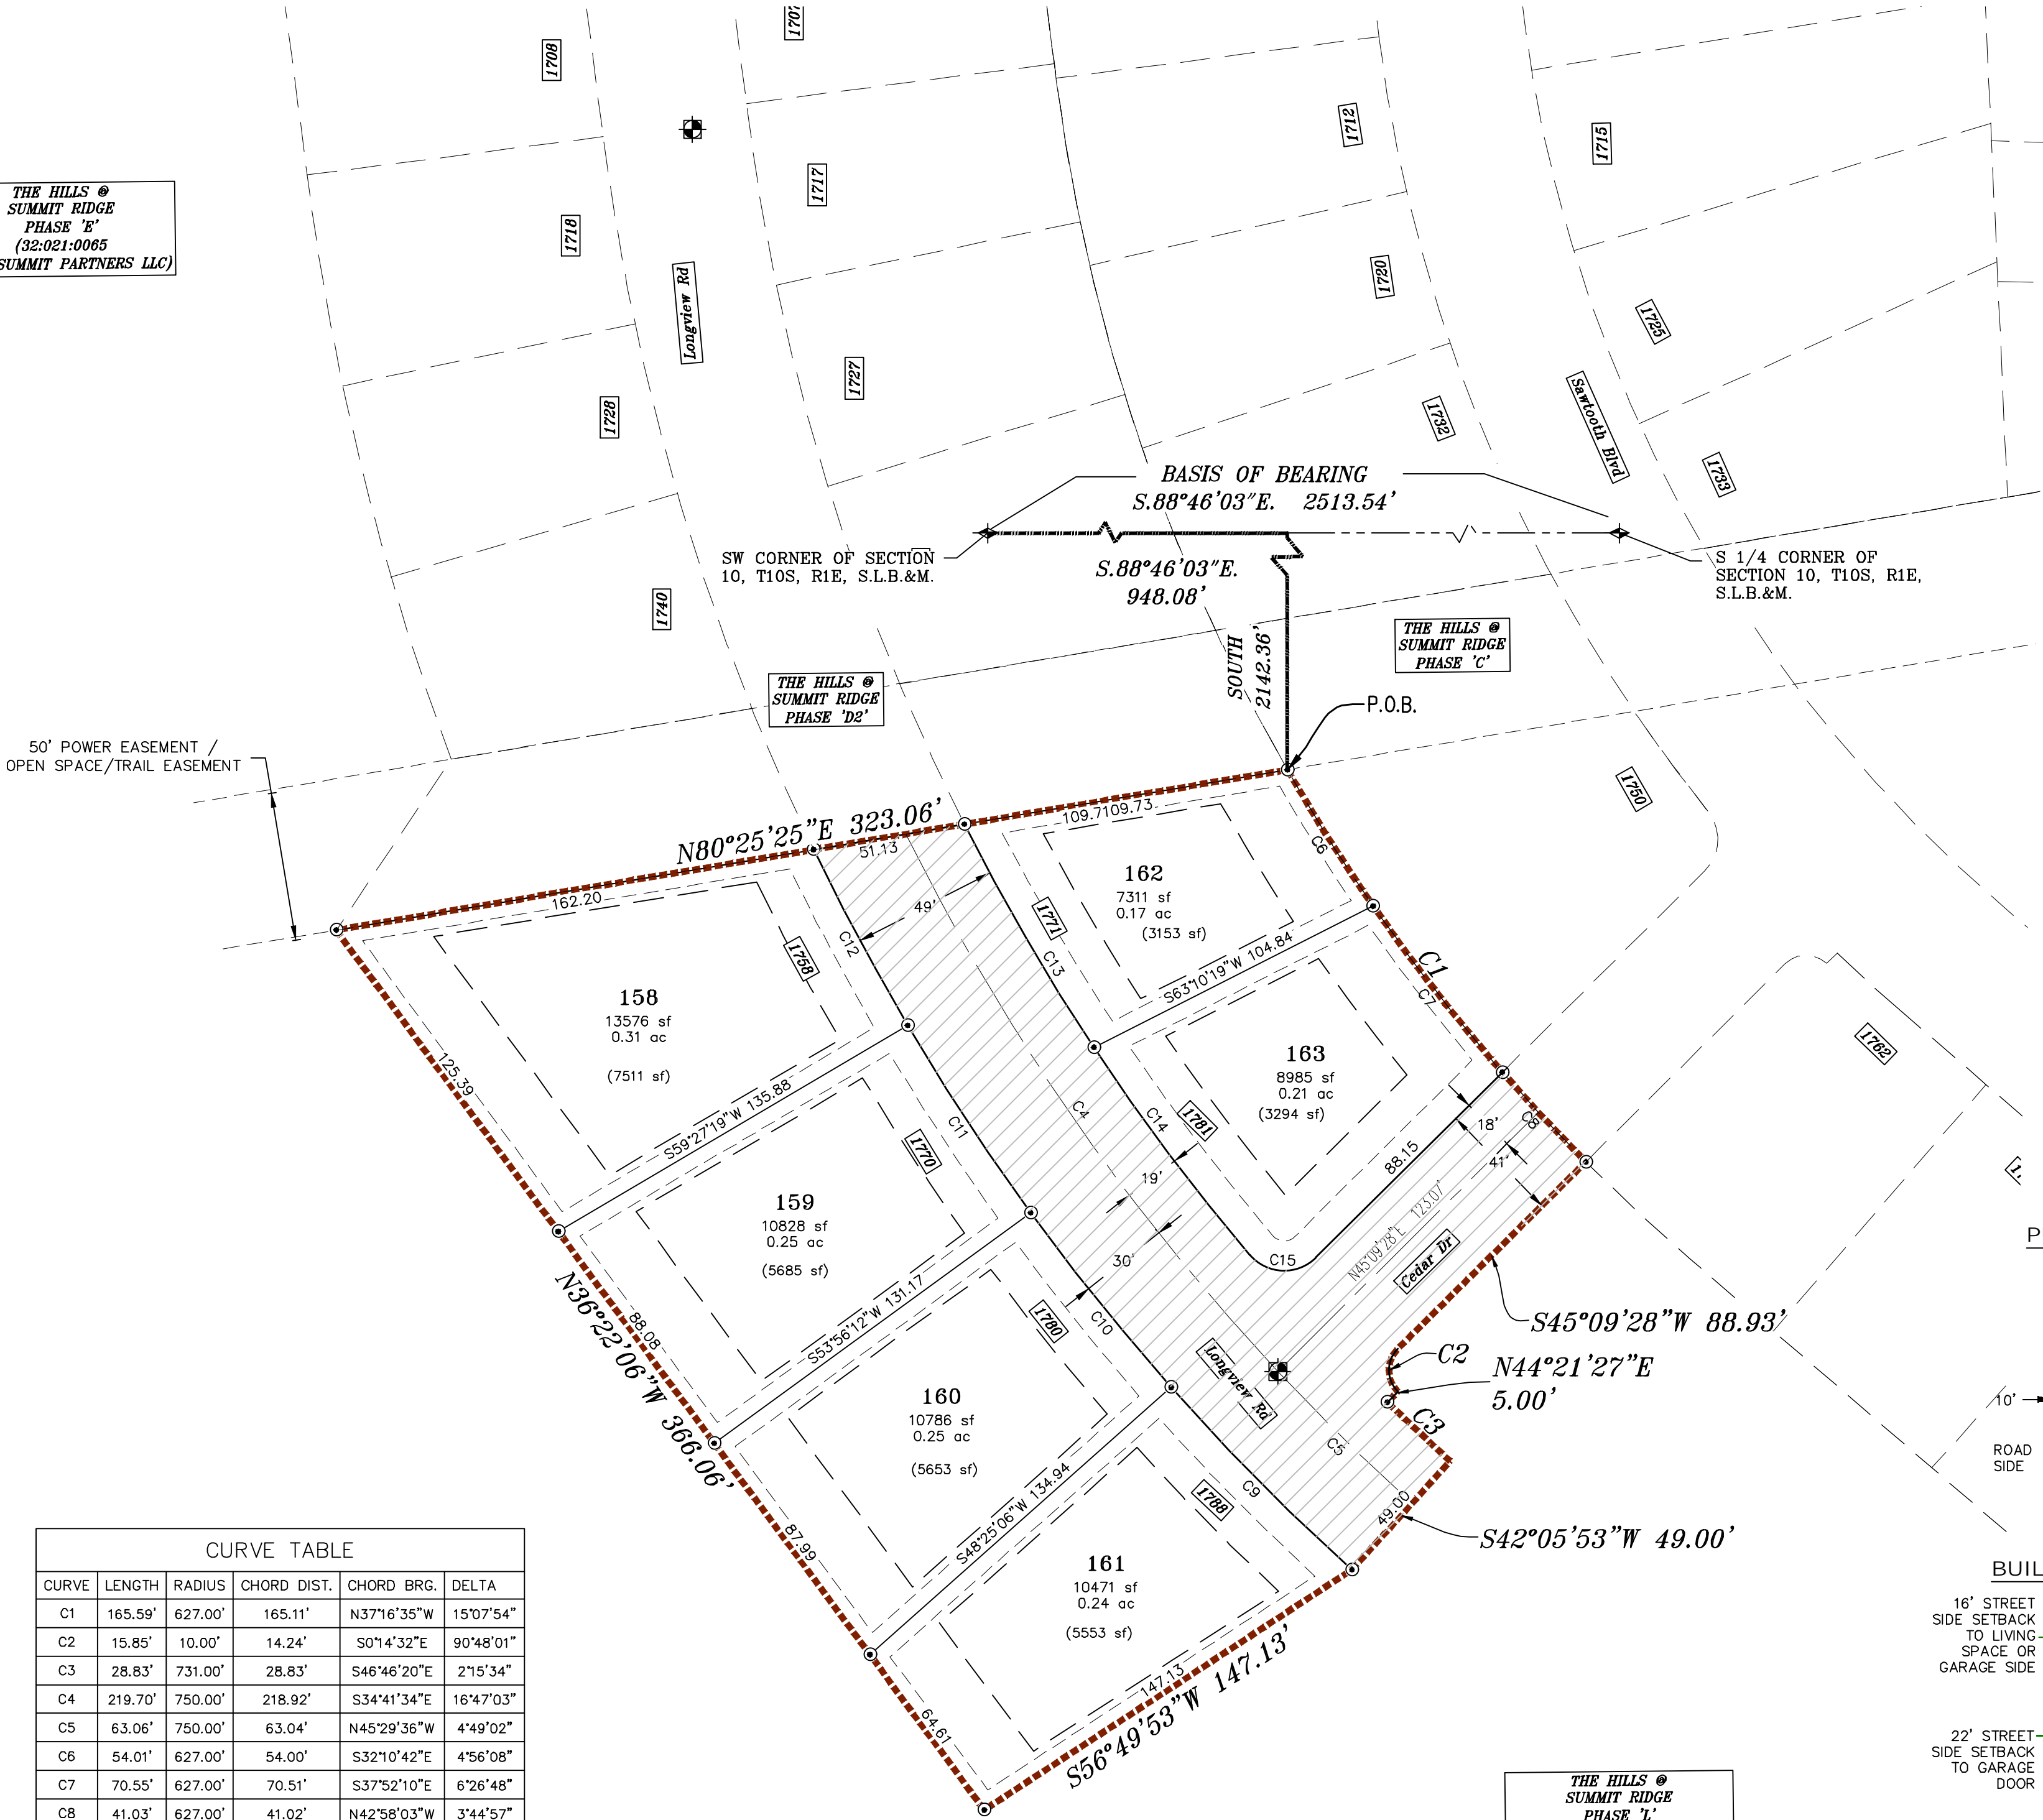 1708
1707
1712
1715
1717
1718
1720
1725
1727
1728
1732
1733
Longview Rd
Sawtooth Blvd
THE HILLS @
SUMMIT RIDGE
PHASE 'E'
(32:021:0065
SUMMIT PARTNERS LLC)
BASIS OF BEARING
S.88°46'03"E. 2513.54'
SW CORNER OF SECTION
10, T10S, R1E, S.L.B.&M.
S.88°46'03"E.
948.08'
S 1/4 CORNER OF
SECTION 10, T10S, R1E,
S.L.B.&M.
1740
SOUTH
2142.36'
THE HILLS @
SUMMIT RIDGE
PHASE 'C'
THE HILLS @
SUMMIT RIDGE
PHASE 'D2'
P.O.B.
50' POWER EASEMENT /
OPEN SPACE/TRAIL EASEMENT
1750
N80°25'25"E 323.06'
51.13
109.7109.73
162.20
49'
C12
C13
C6
C1
C7
162
7311 sf
0.17 ac
(3153 sf)
1771
1758
158
13576 sf
0.31 ac
(7511 sf)
S63°10'19"W 104.84
163
8985 sf
0.21 ac
(3294 sf)
1781
1762
125.39
S59°27'19"W 135.88
C11
C4
C14
18'
C8
41'
88.15
1770
19'
30'
159
10828 sf
0.25 ac
(5685 sf)
C15
N45°09'28"E 123.07'
Cedar Dr
S45°09'28"W 88.93'
S53°56'12"W 131.17
1780
C10
N36°22'06"W 366.06'
88.08
C2
N44°21'27"E
5.00'
C3
Longview Rd
160
10786 sf
0.25 ac
(5653 sf)
C5
C9
1788
49.00
S42°05'53"W 49.00'
S48°25'06"W 134.94
87.99
161
10471 sf
0.24 ac
(5553 sf)
147.13
S56°49'53"W 147.13'
64.61
P
10'
ROAD
SIDE
BUIL
16' STREET
SIDE SETBACK
TO LIVING
SPACE OR
GARAGE SIDE
22' STREET
SIDE SETBACK
TO GARAGE
DOOR
THE HILLS @
SUMMIT RIDGE
PHASE 'L'
CURVE TABLE
CURVE LENGTH RADIUS CHORD DIST. CHORD BRG. DELTA
C1 165.59' 627.00' 165.11' N37°16'35"W 15°07'54"
C2 15.85' 10.00' 14.24' S0°14'32"E 90°48'01"
C3 28.83' 731.00' 28.83' S46°46'20"E 2°15'34"
C4 219.70' 750.00' 218.92' S34°41'34"E 16°47'03"
C5 63.06' 750.00' 63.04' N45°29'36"W 4°49'02"
C6 54.01' 627.00' 54.00' S32°10'42"E 4°56'08"
C7 70.55' 627.00' 70.51' S37°52'10"E 6°26'48"
C8 41.03' 627.00' 41.02' N42°58'03"W 3°44'57"